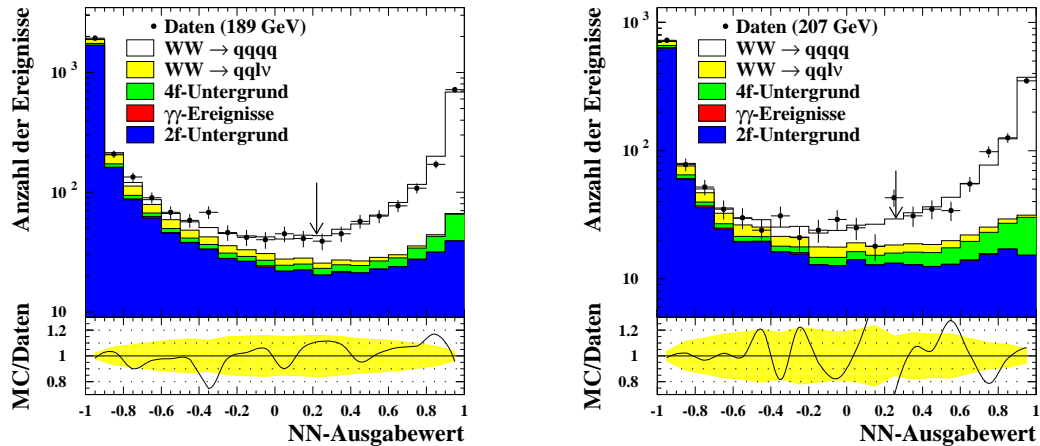 Anzahl der Ereignisse
10³
10²
10
Daten (189 GeV)
WW → qqqq
WW → qqlν
4f-Untergrund
γγ-Ereignisse
2f-Untergrund
MC/Daten
1.2
1
0.8
-1 -0.8 -0.6 -0.4 -0.2 0 0.2 0.4 0.6 0.8 1
NN-Ausgabewert
Anzahl der Ereignisse
10³
10²
10
Daten (207 GeV)
WW → qqqq
WW → qqlν
4f-Untergrund
γγ-Ereignisse
2f-Untergrund
MC/Daten
1.2
1
0.8
-1 -0.8 -0.6 -0.4 -0.2 0 0.2 0.4 0.6 0.8 1
NN-Ausgabewert